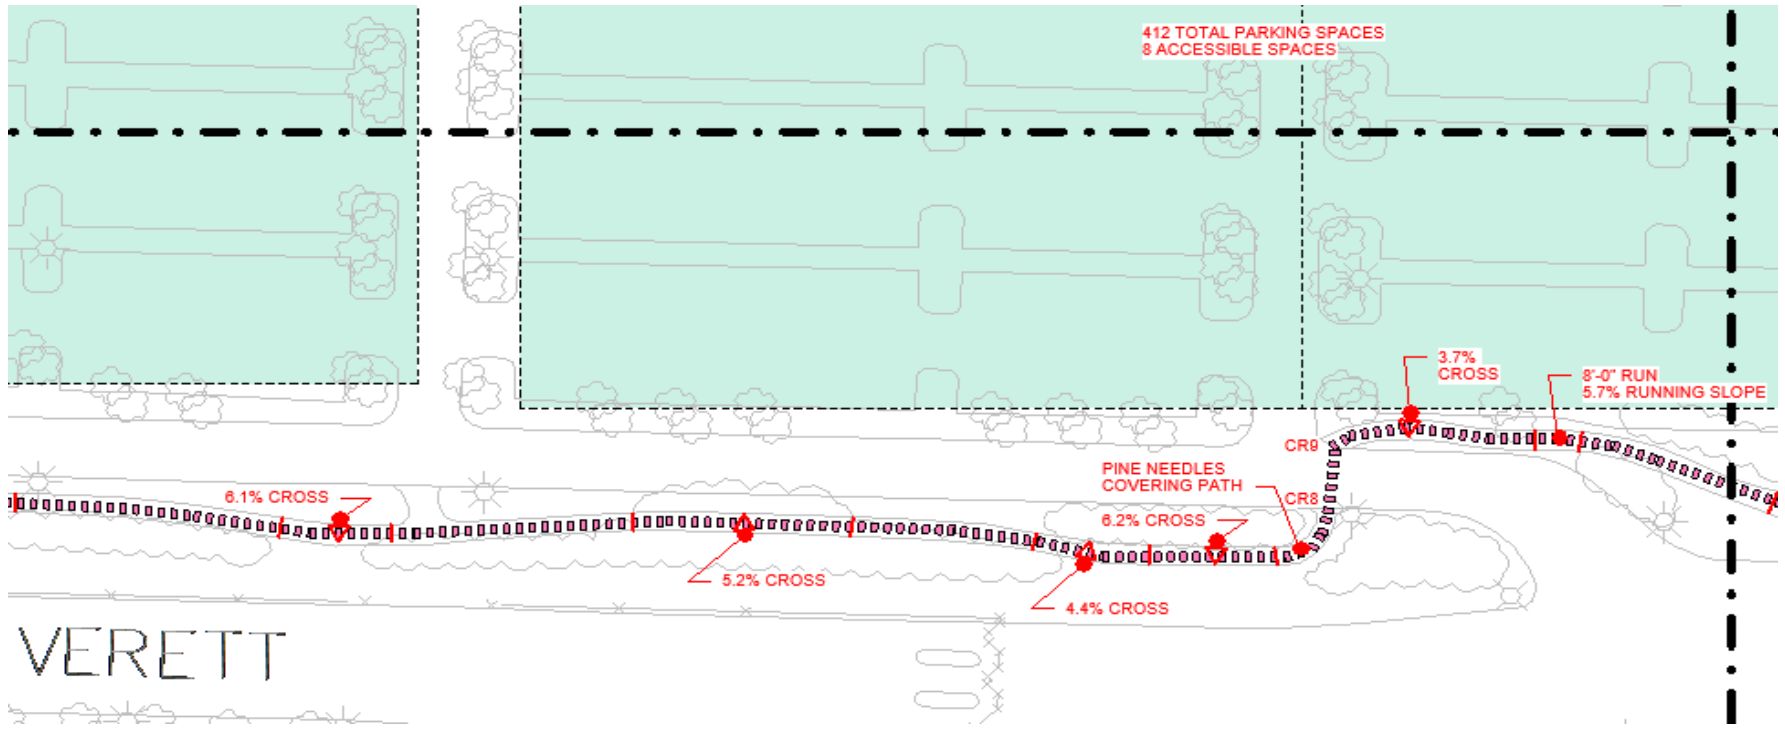 412 TOTAL PARKING SPACES
8 ACCESSIBLE SPACES
3.7%
CROSS
8'-0" RUN
5.7% RUNNING SLOPE
CR9
PINE NEEDLES
COVERING PATH
CR8
6.1% CROSS
6.2% CROSS
5.2% CROSS
4.4% CROSS
VERETT